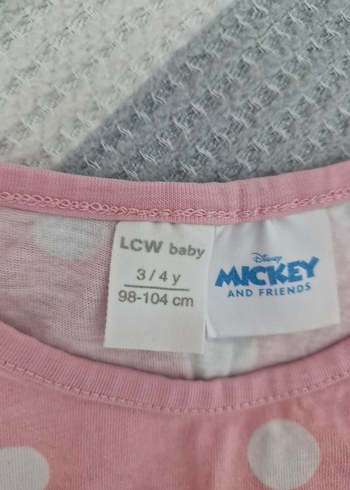 LCW baby
3/4 y
98-104 cm
Disney
MICKEY
AND FRIENDS